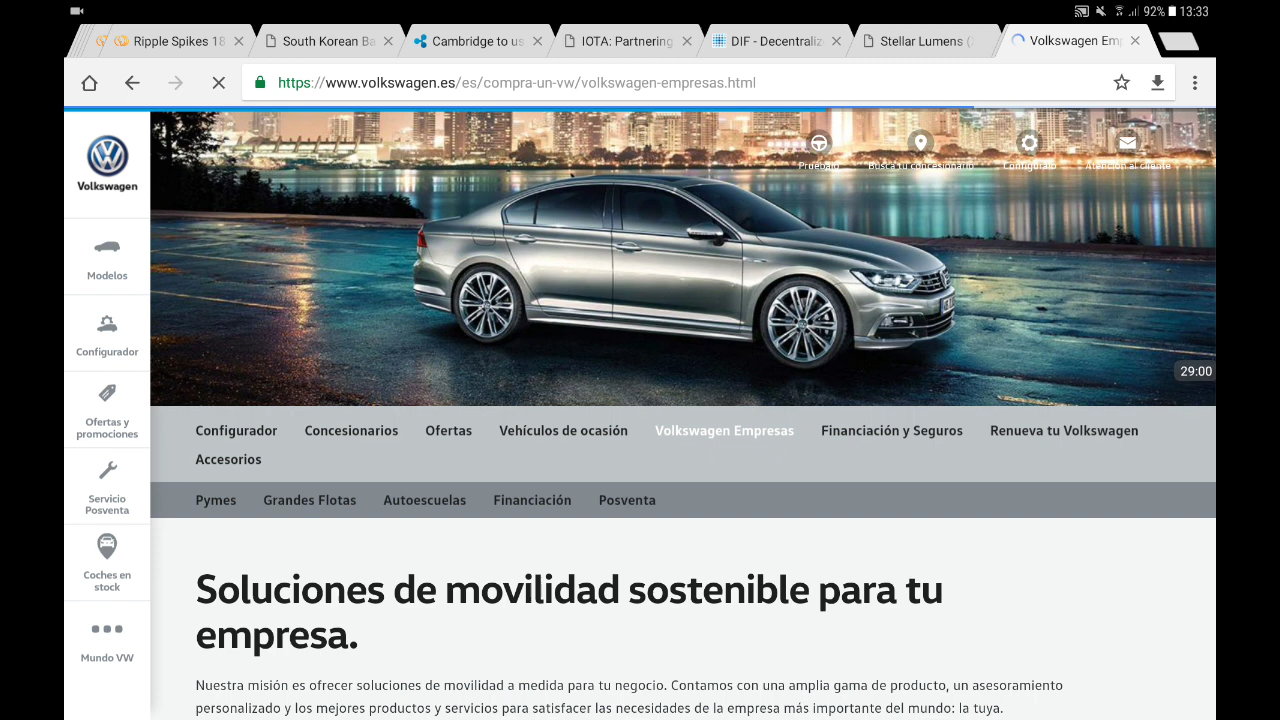 92% 13:33
Ripple Spikes 18
South Korean Ba
Cambridge to us
IOTA: Partnering
DIF - Decentraliz
Stellar Lumens (
Volkswagen Emp
https://www.volkswagen.es/es/compra-un-vw/volkswagen-empresas.html
Volkswagen
Pruébalo
Busca tu concesionario
Configúralo
Atención al cliente
Modelos
Configurador
Ofertas y
promociones
Servicio
Posventa
Coches en
stock
Mundo VW
29:00
Configurador Concesionarios Ofertas Vehículos de ocasión Volkswagen Empresas Financiación y Seguros Renueva tu Volkswagen
Accesorios
Pymes Grandes Flotas Autoescuelas Financiación Posventa
Soluciones de movilidad sostenible para tu
empresa.
Nuestra misión es ofrecer soluciones de movilidad a medida para tu negocio. Contamos con una amplia gama de producto, un asesoramiento
personalizado y los mejores productos y servicios para satisfacer las necesidades de la empresa más importante del mundo: la tuya.